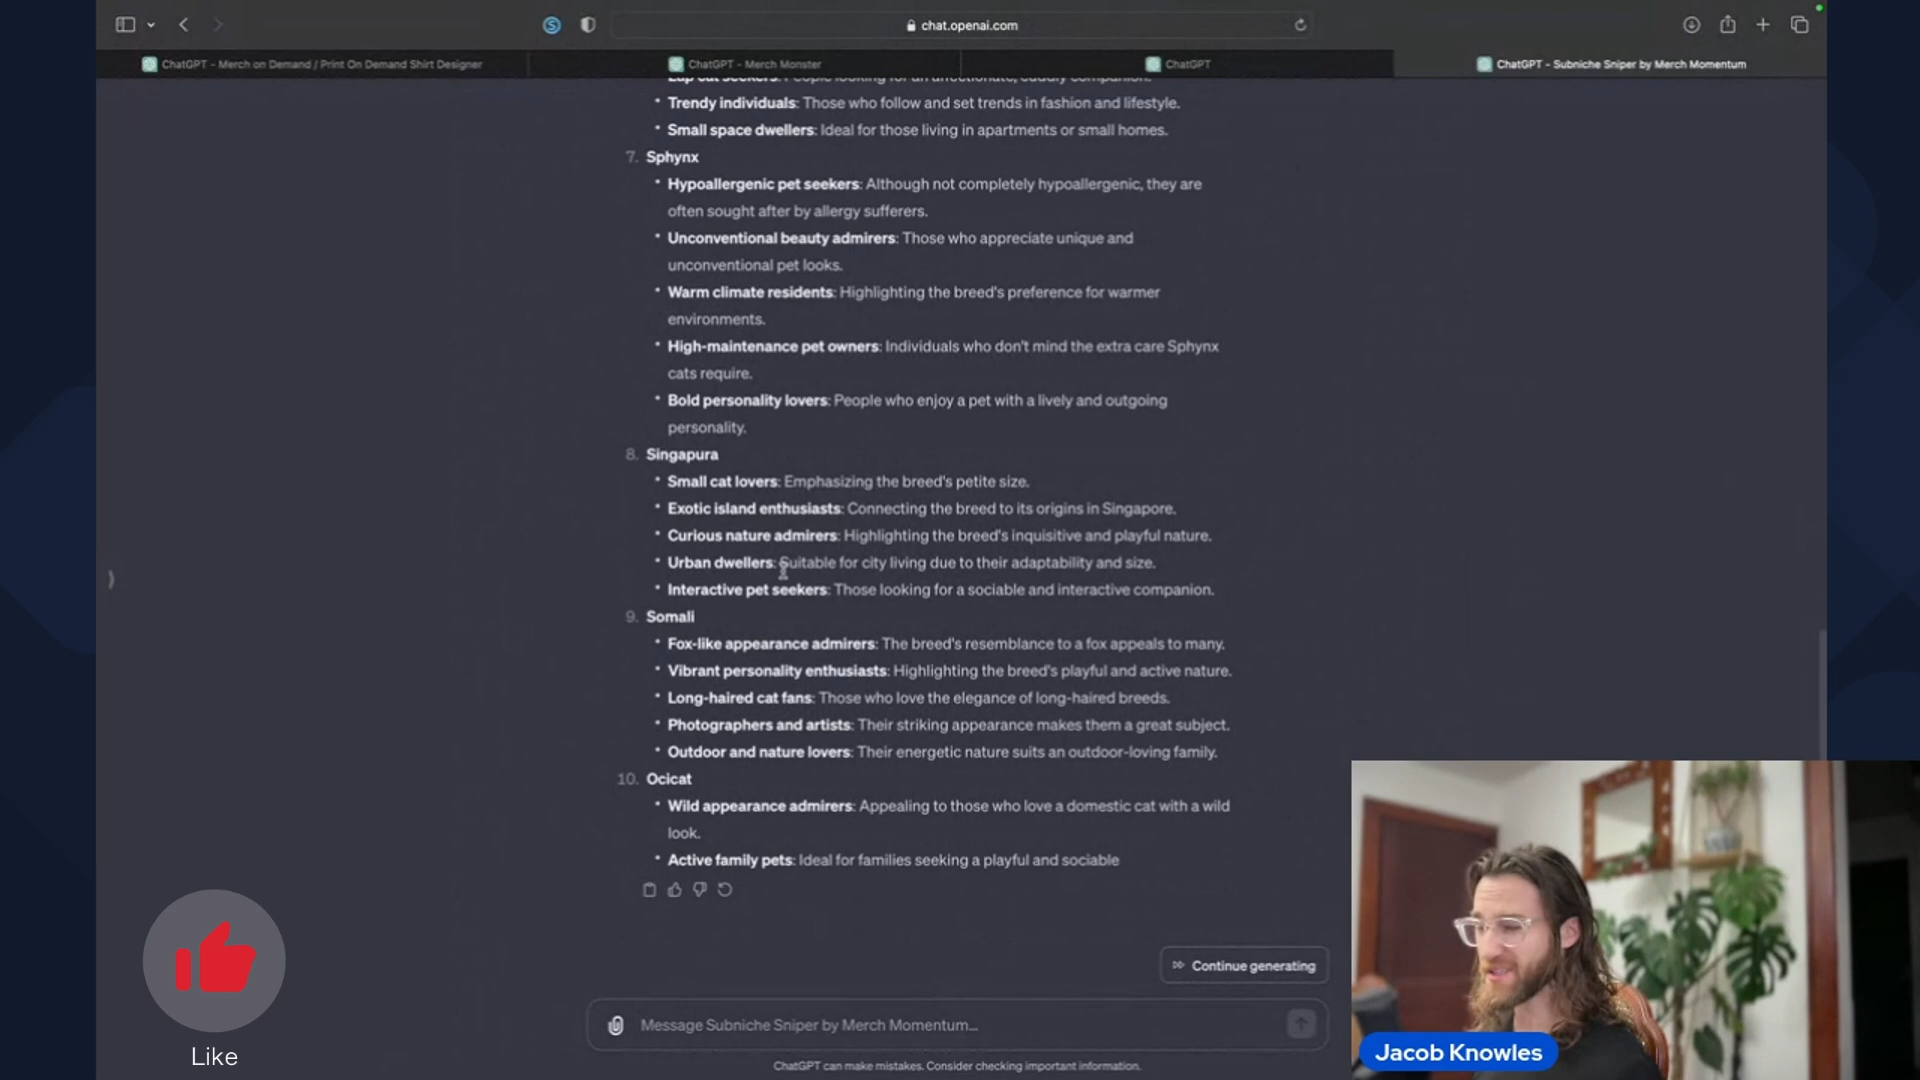 chat.openai.com
ChatGPT - Merch on Demand / Print On Demand Shirt Designer
ChatGPT - Merch Monster
ChatGPT
ChatGPT - Subniche Sniper by Merch Momentum
• Lap cat seekers: People looking for an affectionate, cuddly companion.
• Trendy individuals: Those who follow and set trends in fashion and lifestyle.
• Small space dwellers: Ideal for those living in apartments or small homes.
7. Sphynx
• Hypoallergenic pet seekers: Although not completely hypoallergenic, they are
often sought after by allergy sufferers.
• Unconventional beauty admirers: Those who appreciate unique and
unconventional pet looks.
• Warm climate residents: Highlighting the breed's preference for warmer
environments.
• High-maintenance pet owners: Individuals who don't mind the extra care Sphynx
cats require.
• Bold personality lovers: People who enjoy a pet with a lively and outgoing
personality.
8. Singapura
• Small cat lovers: Emphasizing the breed's petite size.
• Exotic island enthusiasts: Connecting the breed to its origins in Singapore.
• Curious nature admirers: Highlighting the breed's inquisitive and playful nature.
• Urban dwellers: Suitable for city living due to their adaptability and size.
• Interactive pet seekers: Those looking for a sociable and interactive companion.
9. Somali
• Fox-like appearance admirers: The breed's resemblance to a fox appeals to many.
• Vibrant personality enthusiasts: Highlighting the breed's playful and active nature.
• Long-haired cat fans: Those who love the elegance of long-haired breeds.
• Photographers and artists: Their striking appearance makes them a great subject.
• Outdoor and nature lovers: Their energetic nature suits an outdoor-loving family.
10. Ocicat
• Wild appearance admirers: Appealing to those who love a domestic cat with a wild
look.
• Active family pets: Ideal for families seeking a playful and sociable
Continue generating
Message Subniche Sniper by Merch Momentum...
ChatGPT can make mistakes. Consider checking important information.
Like
Jacob Knowles